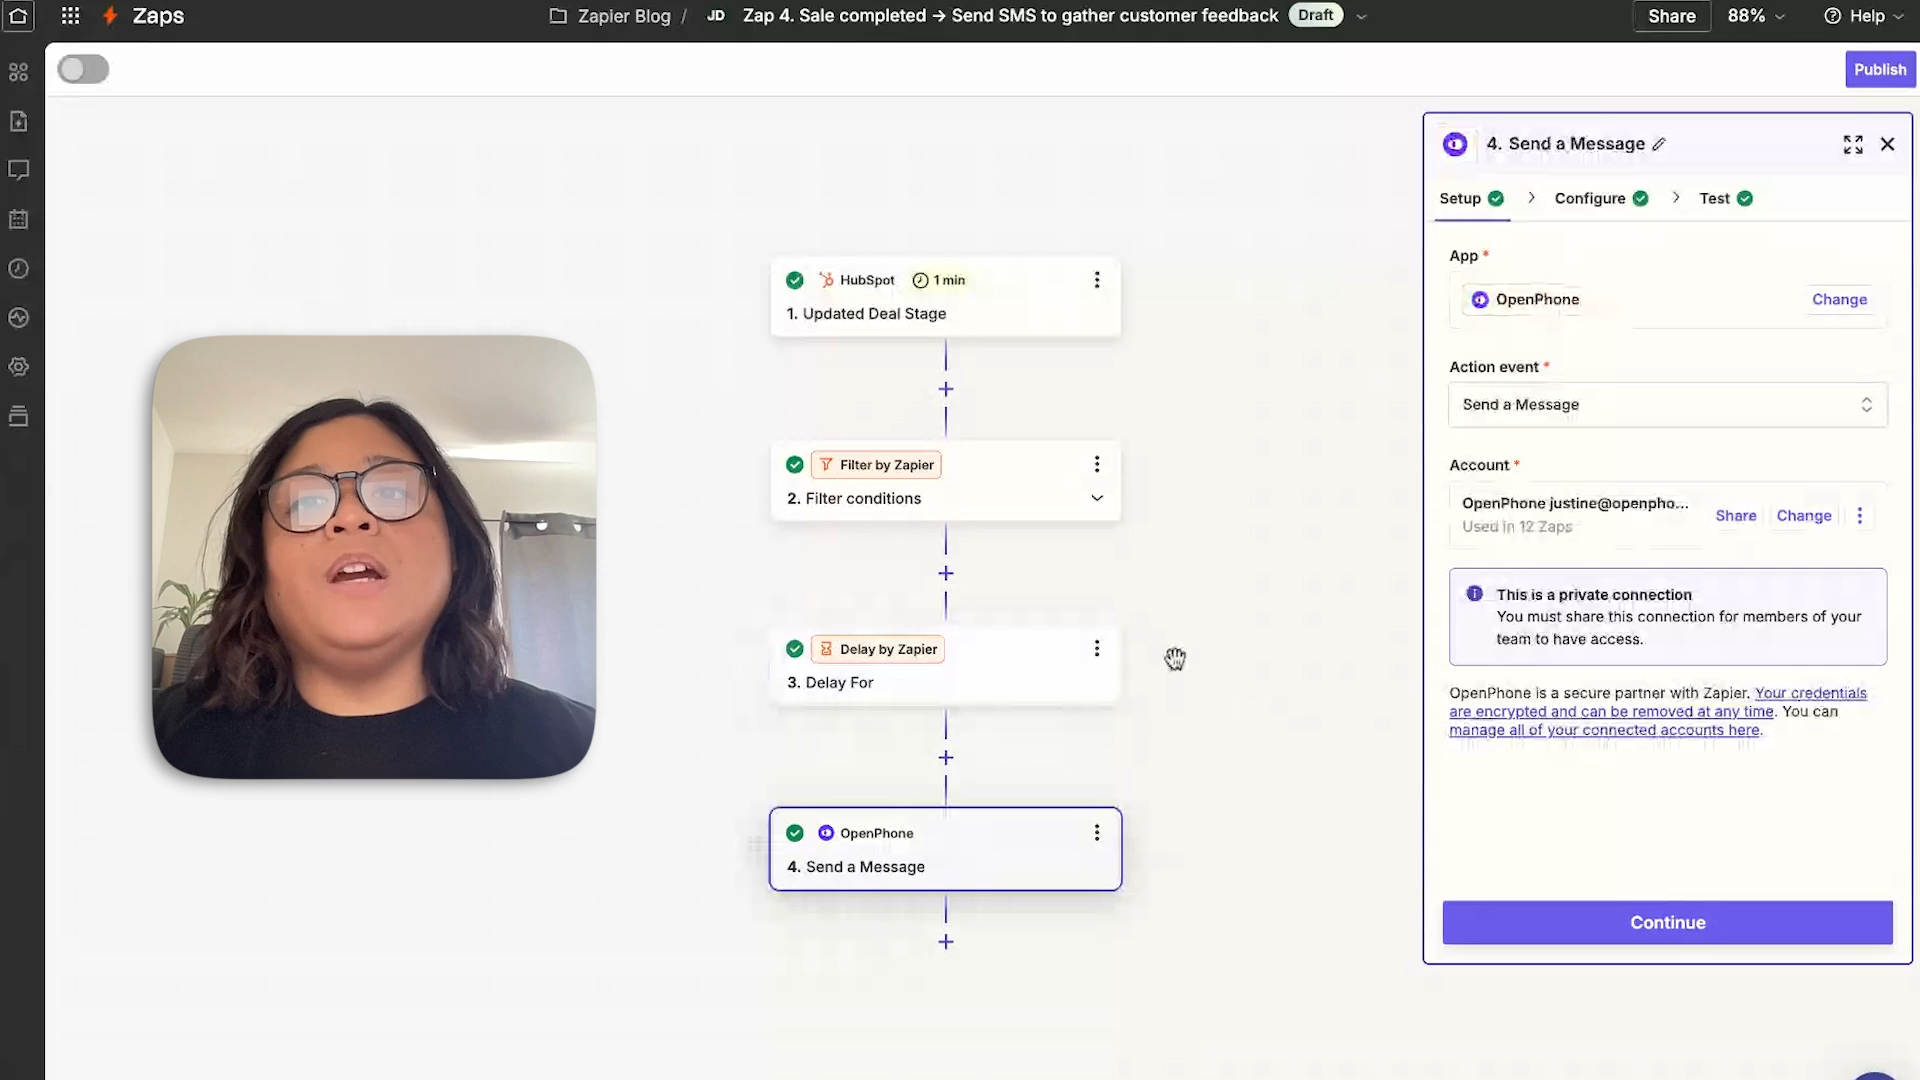 Zaps
Zapier Blog / JD Zap 4. Sale completed → Send SMS to gather customer feedback Draft
Share 88% Help
Publish
HubSpot 1 min
1. Updated Deal Stage
Filter by Zapier
2. Filter conditions
Delay by Zapier
3. Delay For
OpenPhone
4. Send a Message
4. Send a Message
Setup > Configure > Test
App *
OpenPhone Change
Action event *
Send a Message
Account *
OpenPhone justine@openpho...
Used in 12 Zaps
Share Change
This is a private connection
You must share this connection for members of your
team to have access.
OpenPhone is a secure partner with Zapier. Your credentials
are encrypted and can be removed at any time. You can
manage all of your connected accounts here.
Continue